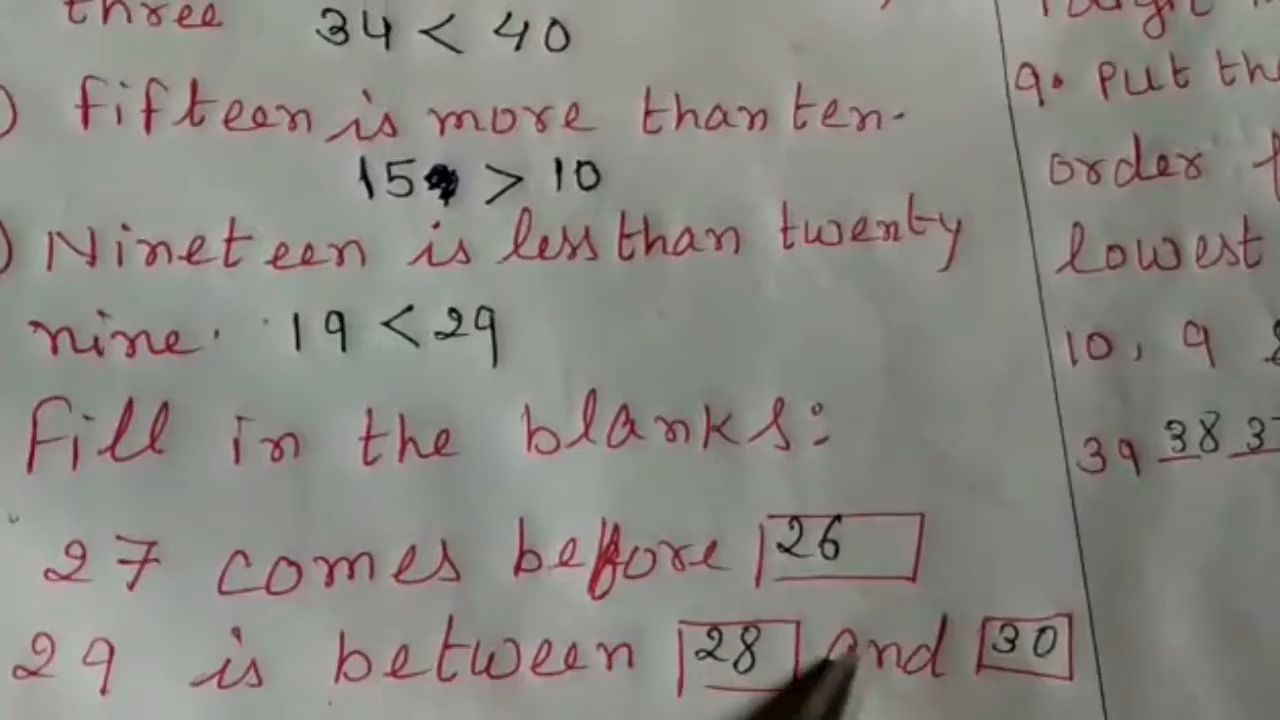 three 34 < 40
fifteen is more than ten.
15 > 10
Nineteen is less than twenty
nine. 19 < 29
Fill in the blanks:
27 comes before 26
29 is between 28 and 30
9. Put
order
lowest
10, 9
39 38